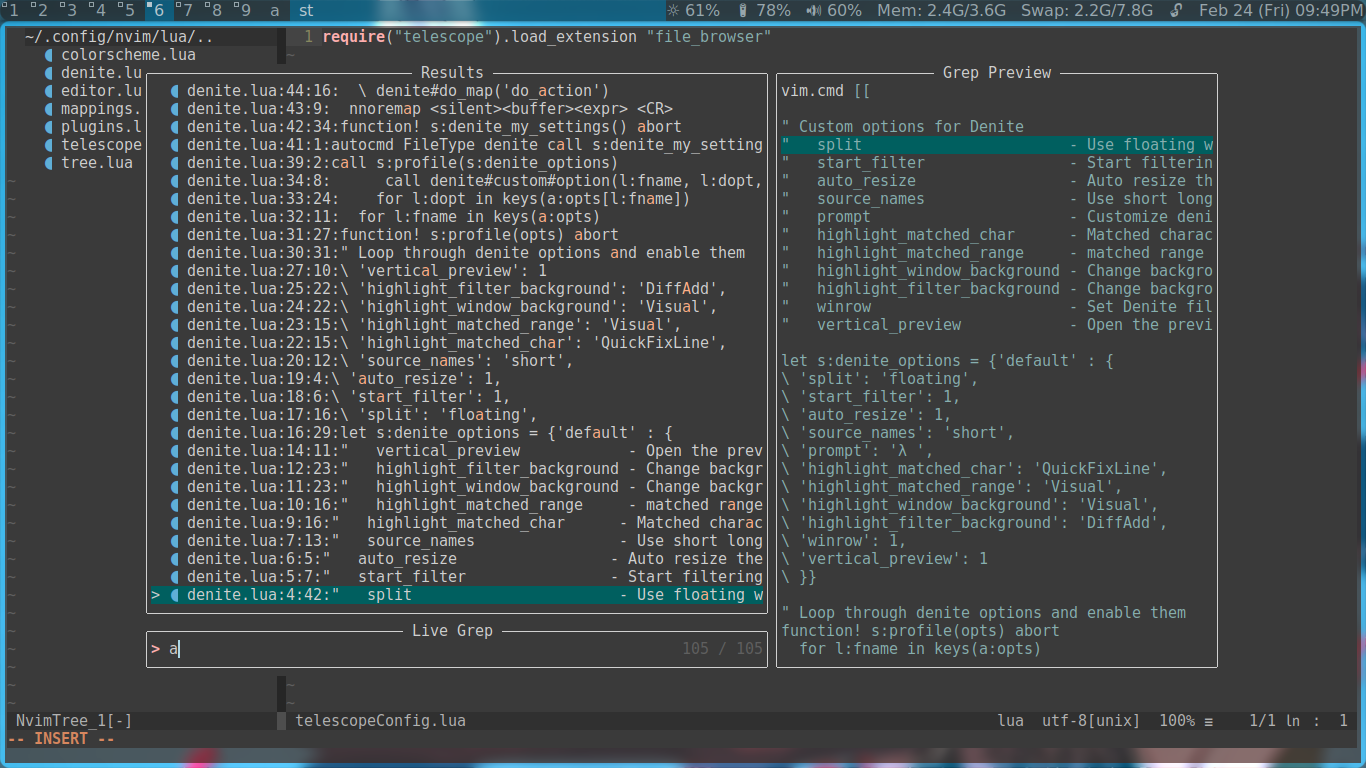 1 2 3 4 5 6 7 8 9 a st 61% 78% 60% Mem: 2.4G/3.6G Swap: 2.2G/7.8G Feb 24 (Fri) 09:49PM
~/.config/nvim/lua/..
colorscheme.lua
denite.lu
editor.lu
mappings.
plugins.l
telescope
tree.lua
1 require("telescope").load_extension "file_browser"
Results
denite.lua:44:16: \ denite#do_map('do_action')
denite.lua:43:9: nnoremap <silent><buffer><expr> <CR>
denite.lua:42:34:function! s:denite_my_settings() abort
denite.lua:41:1:autocmd FileType denite call s:denite_my_setting
denite.lua:39:2:call s:profile(s:denite_options)
denite.lua:34:8: call denite#custom#option(l:fname, l:dopt,
denite.lua:33:24: for l:dopt in keys(a:opts[l:fname])
denite.lua:32:11: for l:fname in keys(a:opts)
denite.lua:31:27:function! s:profile(opts) abort
denite.lua:30:31:" Loop through denite options and enable them
denite.lua:27:10:\ 'vertical_preview': 1
denite.lua:25:22:\ 'highlight_filter_background': 'DiffAdd',
denite.lua:24:22:\ 'highlight_window_background': 'Visual',
denite.lua:23:15:\ 'highlight_matched_range': 'Visual',
denite.lua:22:15:\ 'highlight_matched_char': 'QuickFixLine',
denite.lua:20:12:\ 'source_names': 'short',
denite.lua:19:4:\ 'auto_resize': 1,
denite.lua:18:6:\ 'start_filter': 1,
denite.lua:17:16:\ 'split': 'floating',
denite.lua:16:29:let s:denite_options = {'default' : {
denite.lua:14:11:" vertical_preview - Open the prev
denite.lua:12:23:" highlight_filter_background - Change backgr
denite.lua:11:23:" highlight_window_background - Change backgr
denite.lua:10:16:" highlight_matched_range - matched range
denite.lua:9:16:" highlight_matched_char - Matched charac
denite.lua:7:13:" source_names - Use short long
denite.lua:6:5:" auto_resize - Auto resize the
denite.lua:5:7:" start_filter - Start filtering
> denite.lua:4:42:" split - Use floating w
Live Grep
> a 105 / 105
Grep Preview
vim.cmd [[
" Custom options for Denite
" split - Use floating w
" start_filter - Start filterin
" auto_resize - Auto resize th
" source_names - Use short long
" prompt - Customize deni
" highlight_matched_char - Matched charac
" highlight_matched_range - matched range
" highlight_window_background - Change backgro
" highlight_filter_background - Change backgro
" winrow - Set Denite fil
" vertical_preview - Open the previ
let s:denite_options = {'default' : {
\ 'split': 'floating',
\ 'start_filter': 1,
\ 'auto_resize': 1,
\ 'source_names': 'short',
\ 'prompt': 'λ ',
\ 'highlight_matched_char': 'QuickFixLine',
\ 'highlight_matched_range': 'Visual',
\ 'highlight_window_background': 'Visual',
\ 'highlight_filter_background': 'DiffAdd',
\ 'winrow': 1,
\ 'vertical_preview': 1
\ }}
" Loop through denite options and enable them
function! s:profile(opts) abort
for l:fname in keys(a:opts)
NvimTree_1[-] telescopeConfig.lua lua utf-8[unix] 100% ≡ 1/1 ln : 1
-- INSERT --